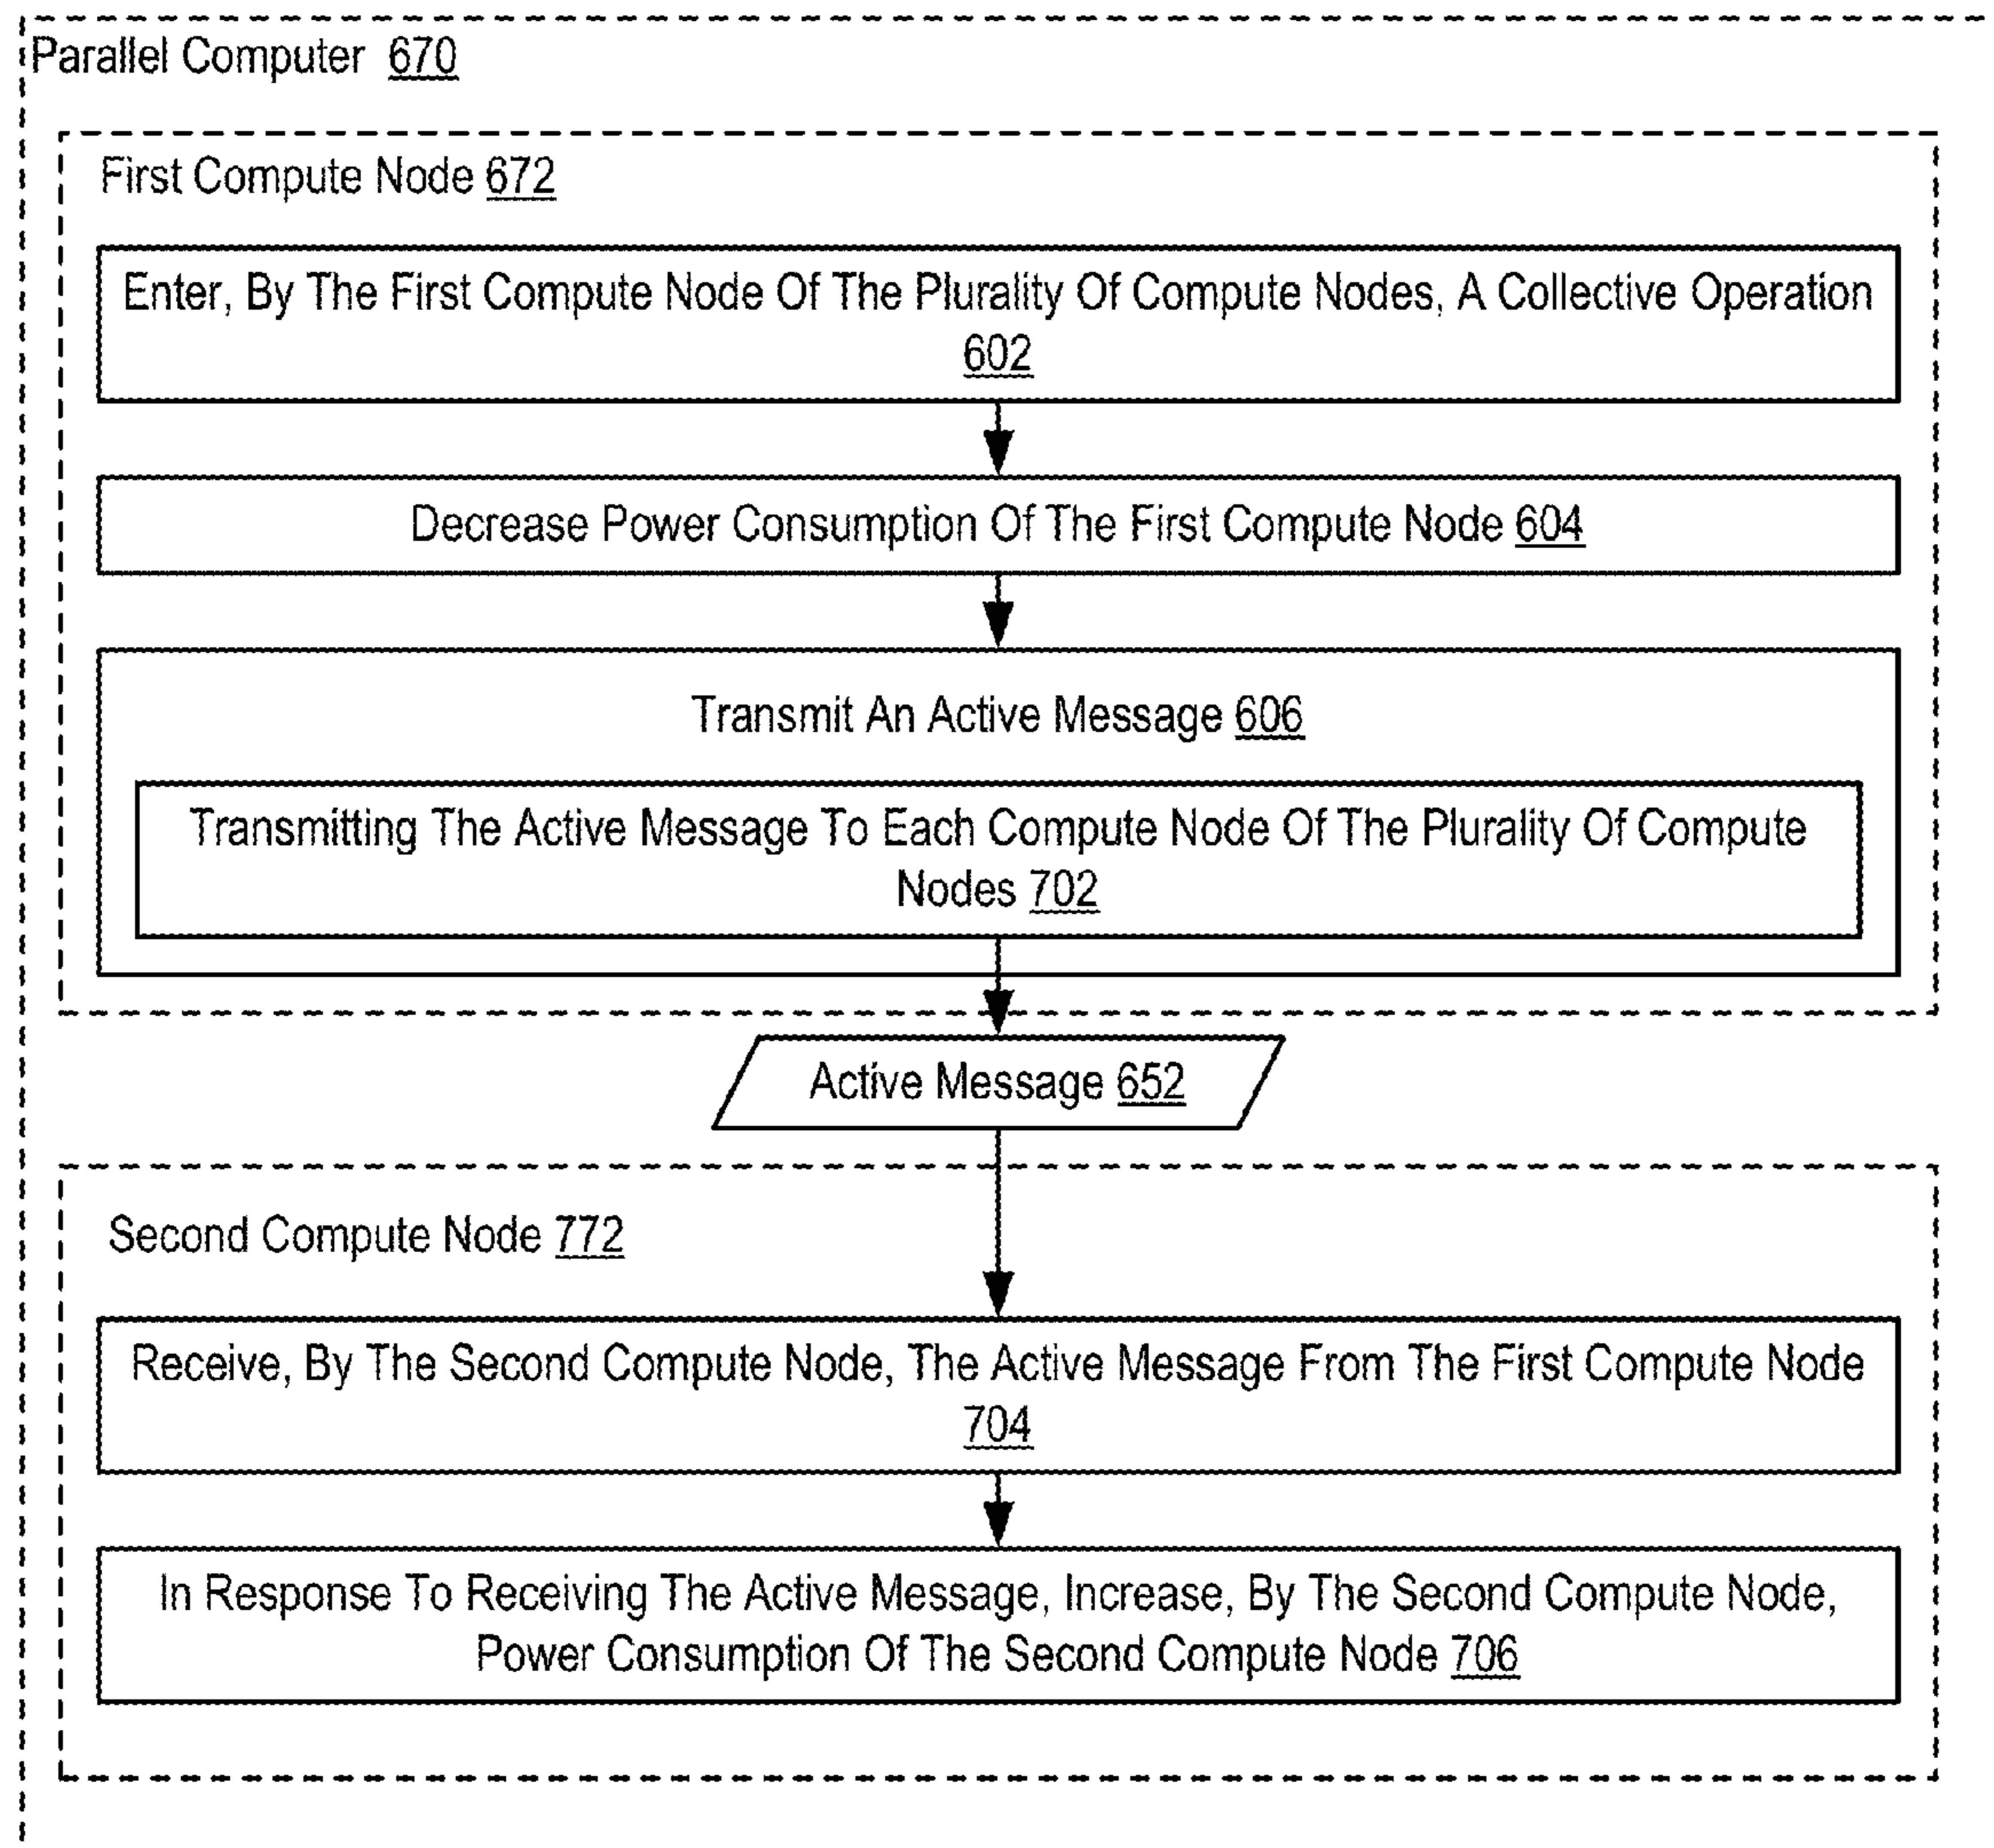 Parallel Computer 670
First Compute Node 672
Enter, By The First Compute Node Of The Plurality Of Compute Nodes, A Collective Operation
602
Decrease Power Consumption Of The First Compute Node 604
Transmit An Active Message 606
Transmitting The Active Message To Each Compute Node Of The Plurality Of Compute
Nodes 702
Active Message 652
Second Compute Node 772
Receive, By The Second Compute Node, The Active Message From The First Compute Node
704
In Response To Receiving The Active Message, Increase, By The Second Compute Node,
Power Consumption Of The Second Compute Node 706